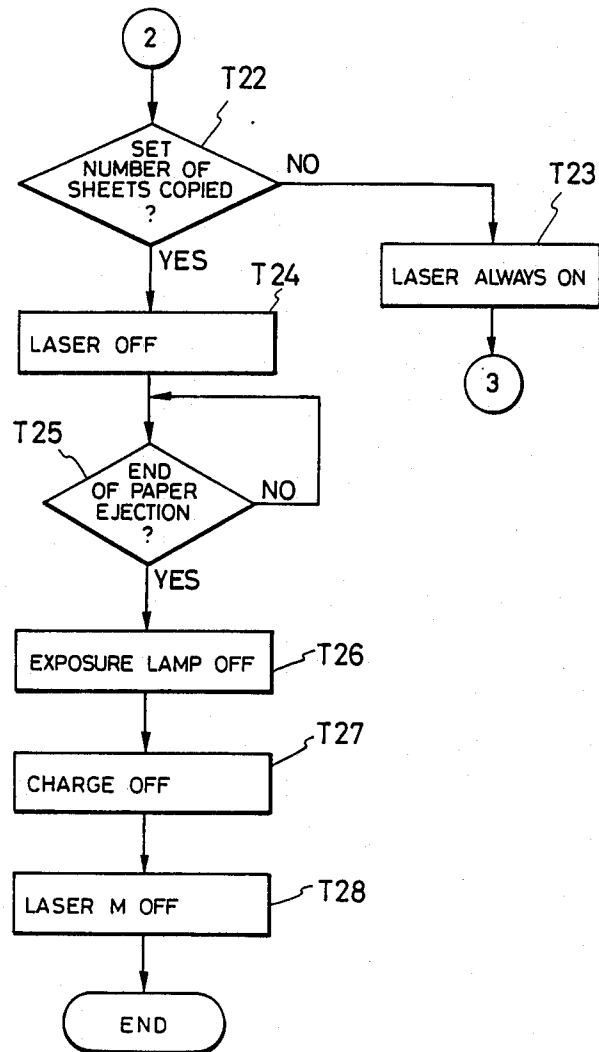 2
T22
SET
NUMBER OF
SHEETS COPIED
?
NO
YES
T23
LASER ALWAYS ON
3
T24
LASER OFF
T25
END
OF PAPER
EJECTION
?
NO
YES
EXPOSURE LAMP OFF
T26
T27
CHARGE OFF
LASER M OFF
T28
END